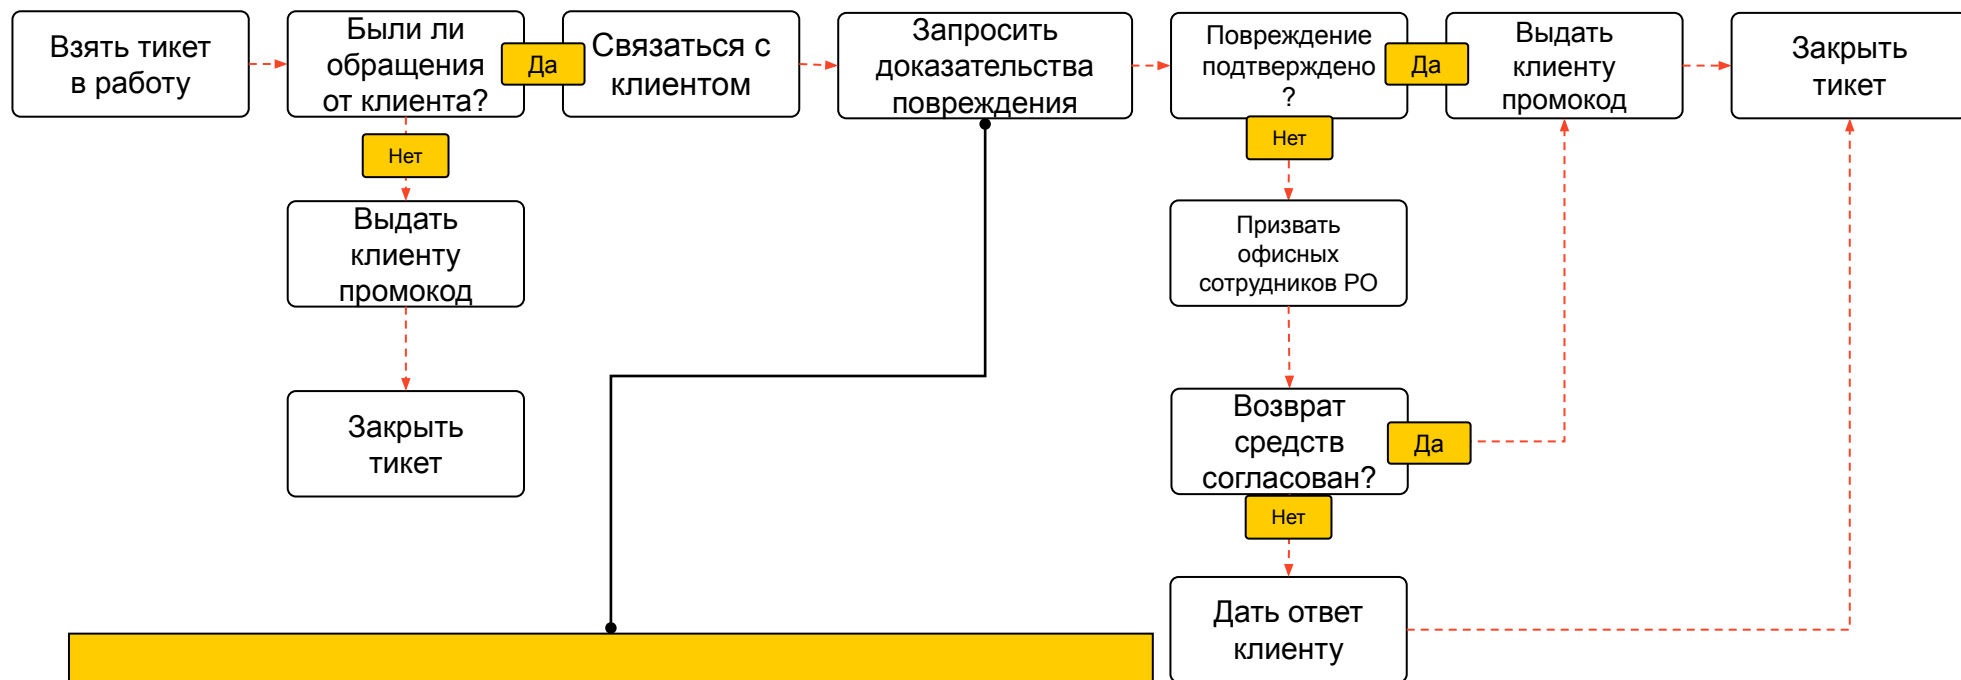 Взять тикет
в работу
Были ли
обращения
от клиента?
Да
Связаться с
клиентом
Запросить
доказательства
повреждения
Повреждение
подтверждено
?
Да
Выдать
клиенту
промокод
Закрыть
тикет
Нет
Нет
Выдать
клиенту
промокод
Призвать
офисных
сотрудников РО
Закрыть
тикет
Возврат
средств
согласован?
Да
Нет
Дать ответ
клиенту